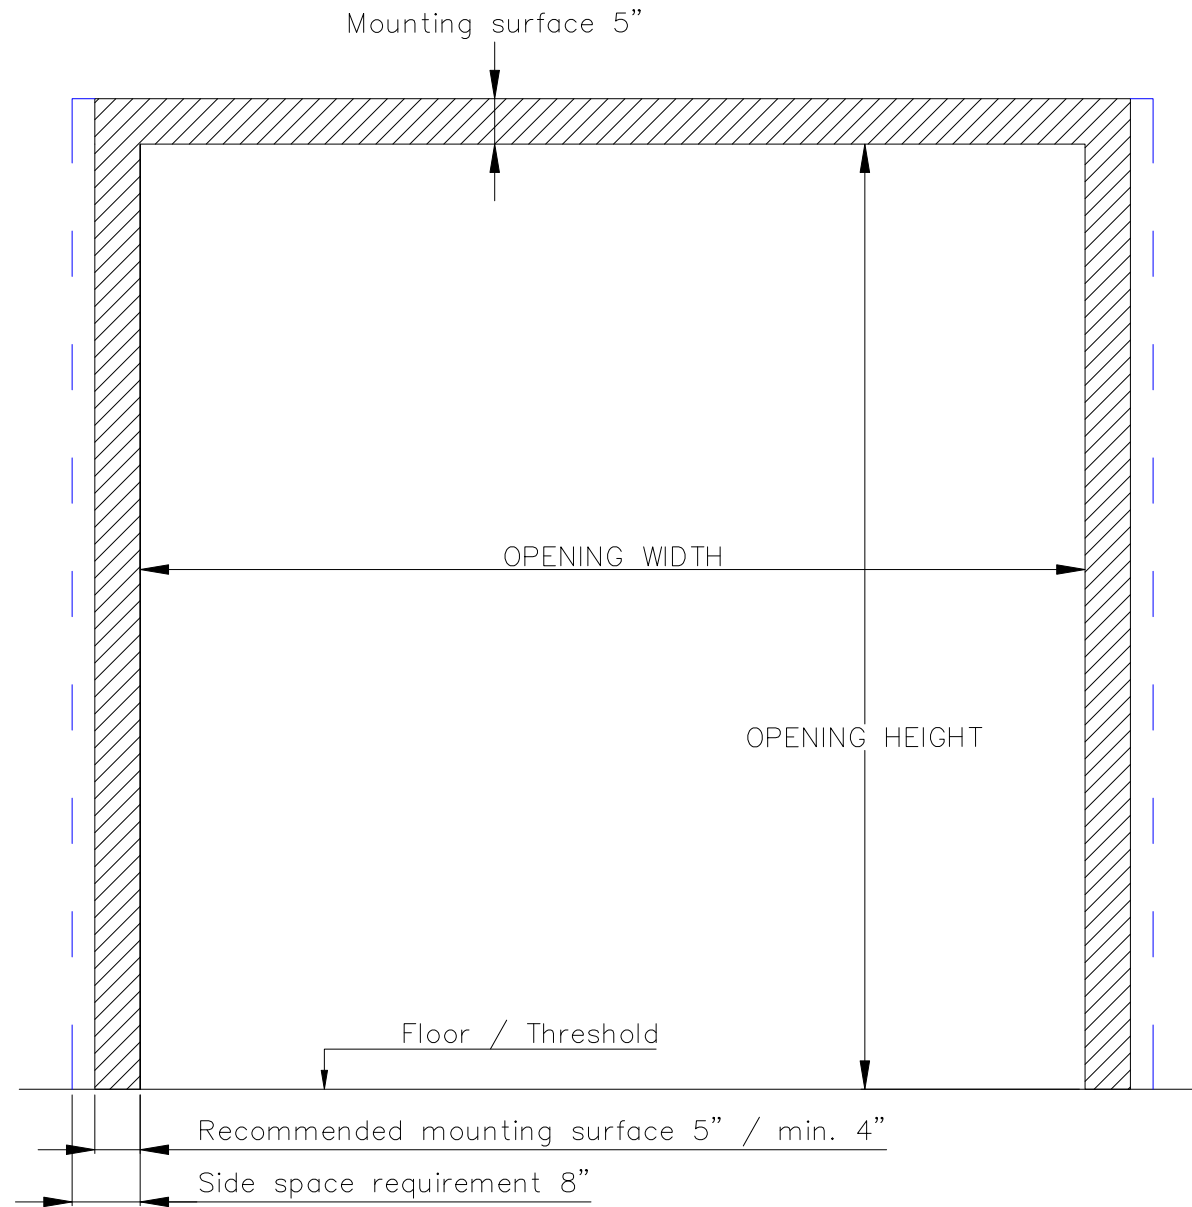 Mounting surface 5”
OPENING WIDTH
OPENING HEIGHT
Floor / Threshold
Recommended mounting surface 5” / min. 4”
Side space requirement 8”